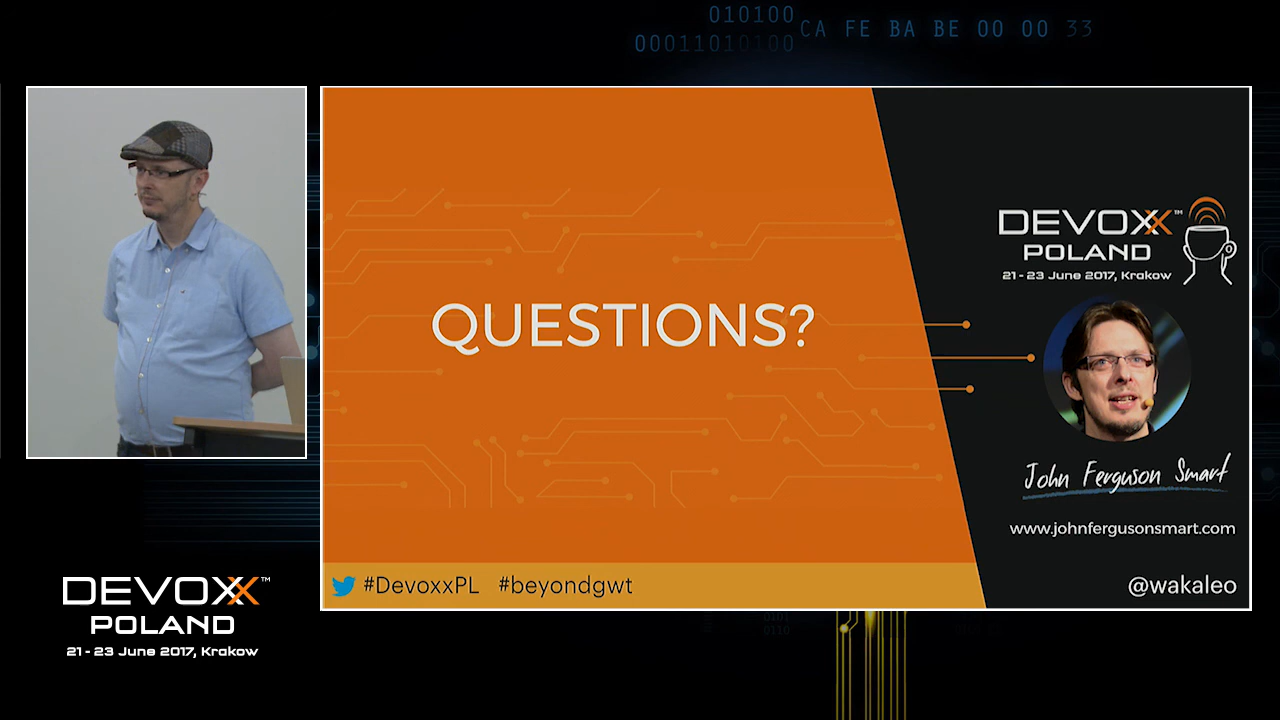 010100
CA FE BA BE 00 00 33
00011010100
DEVOXX™
POLAND
21 - 23 June 2017, Krakow
QUESTIONS?
John Ferguson Smart
www.johnfergusonsmart.com
#DevoxxPL #beyondgwt
@wakaleo
DEVOXX™
POLAND
21 - 23 June 2017, Krakow